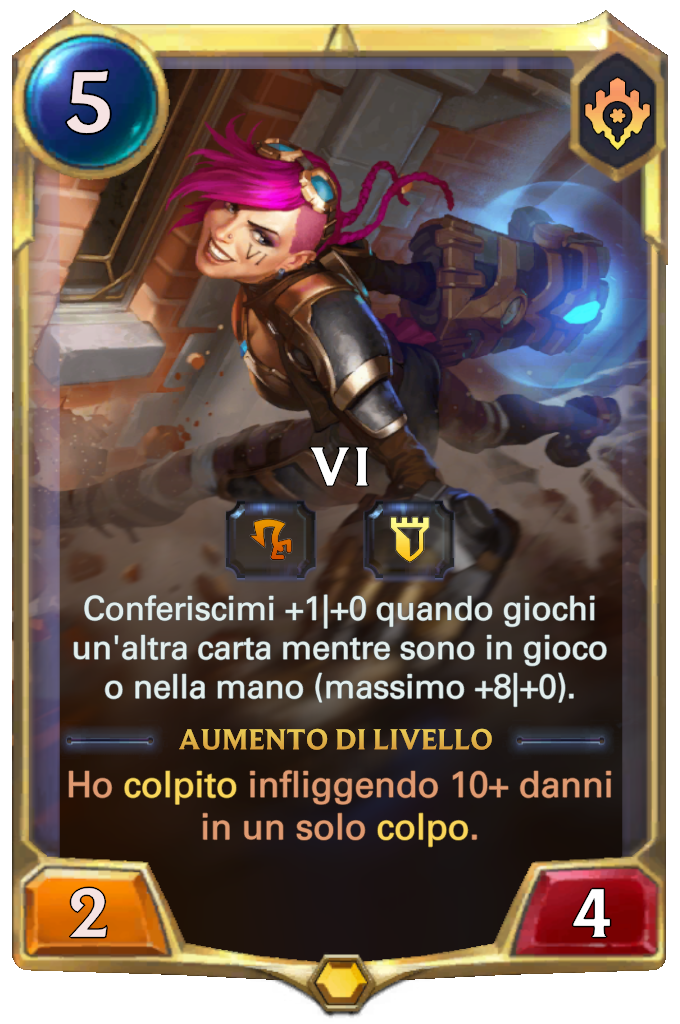 5
VI
VI
Conferiscimi +1|+0 quando giochi
un'altra carta mentre sono in gioco
o nella mano (massimo +8|+0).
AUMENTO DI LIVELLO
Ho colpito infliggendo 10+ danni
in un solo colpo.
2
4